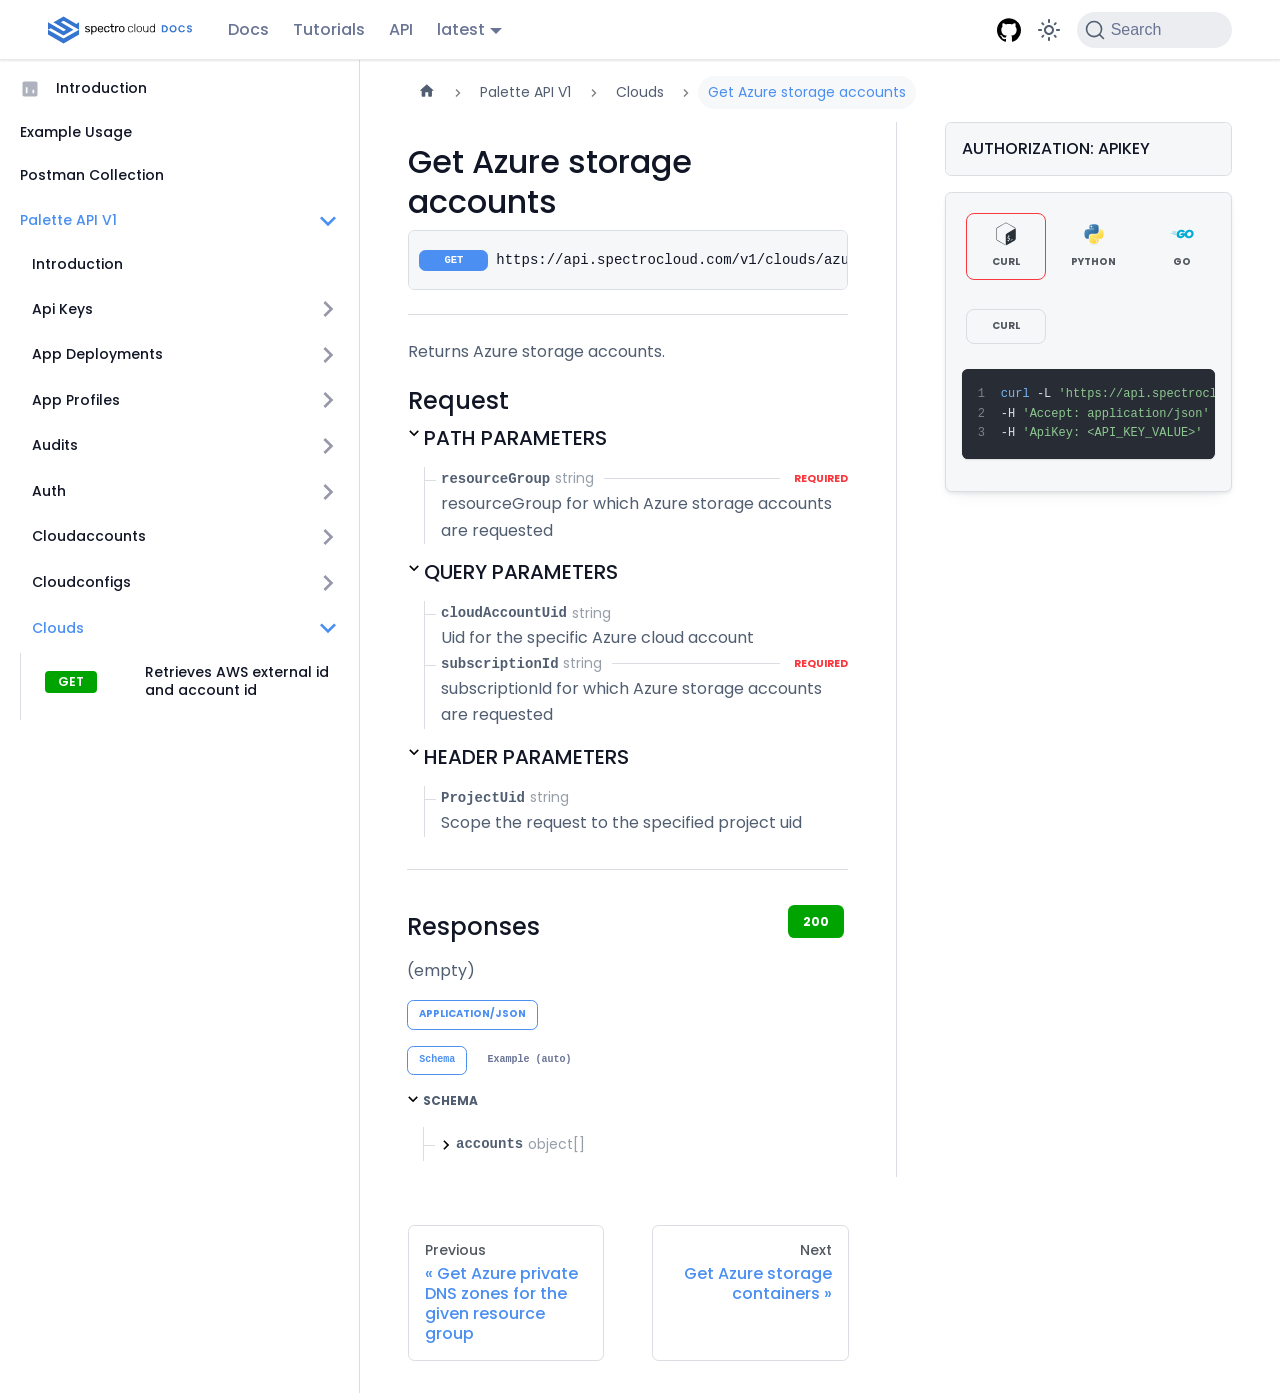 spectro cloud DOCS
Docs
Tutorials
API
latest
Search
Introduction
Example Usage
Postman Collection
Palette API V1
Introduction
Api Keys
App Deployments
App Profiles
Audits
Auth
Cloudaccounts
Cloudconfigs
Clouds
GET
Retrieves AWS external id
and account id
Palette API V1
Clouds
Get Azure storage accounts
Get Azure storage
accounts
GET https://api.spectrocloud.com/v1/clouds/azu
Returns Azure storage accounts.
Request
PATH PARAMETERS
resourceGroup string REQUIRED
resourceGroup for which Azure storage accounts
are requested
QUERY PARAMETERS
cloudAccountUid string
Uid for the specific Azure cloud account
subscriptionId string REQUIRED
subscriptionId for which Azure storage accounts
are requested
HEADER PARAMETERS
ProjectUid string
Scope the request to the specified project uid
Responses
200
(empty)
APPLICATION/JSON
Schema
Example (auto)
SCHEMA
accounts object[]
Previous
« Get Azure private
DNS zones for the
given resource
group
Next
Get Azure storage
containers »
AUTHORIZATION: APIKEY
CURL
PYTHON
GO
CURL
1 curl -L 'https://api.spectrocl
2 -H 'Accept: application/json'
3 -H 'ApiKey: <API_KEY_VALUE>'